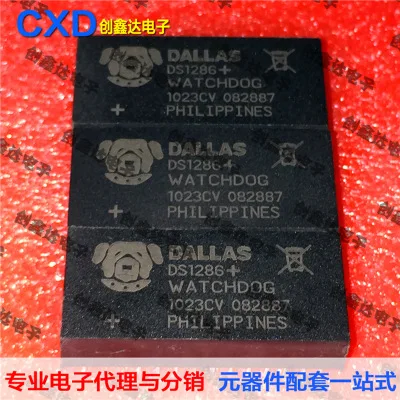 CXD 创鑫达电子
DALLAS
DS1286+
WATCHDOG
1023CV 082887
+ PHILIPPINES
DALLAS
DS1286+
WATCHDOG
1023CV 082887
+ PHILIPPINES
DALLAS
DS1286+
WATCHDOG
1023CV 082887
+ PHILIPPINES
专业电子代理与分销 元器件配套一站式